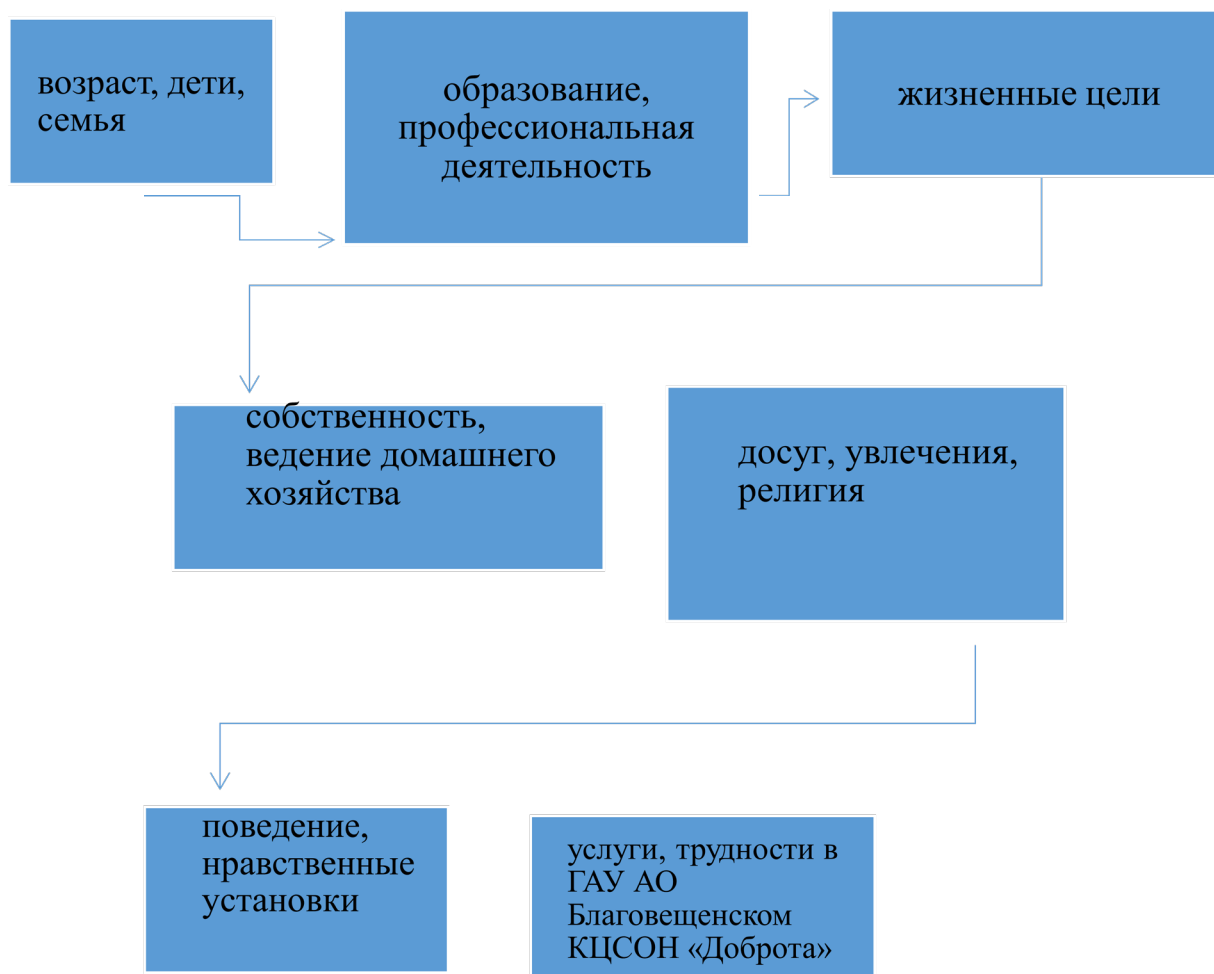 возраст, дети,
семья
образование,
профессиональная
деятельность
жизненные цели
собственность,
ведение домашнего
хозяйства
досуг, увлечения,
религия
поведение,
нравственные
установки
услуги, трудности в
ГАУ АО
Благовещенском
КЦСОН «Доброта»